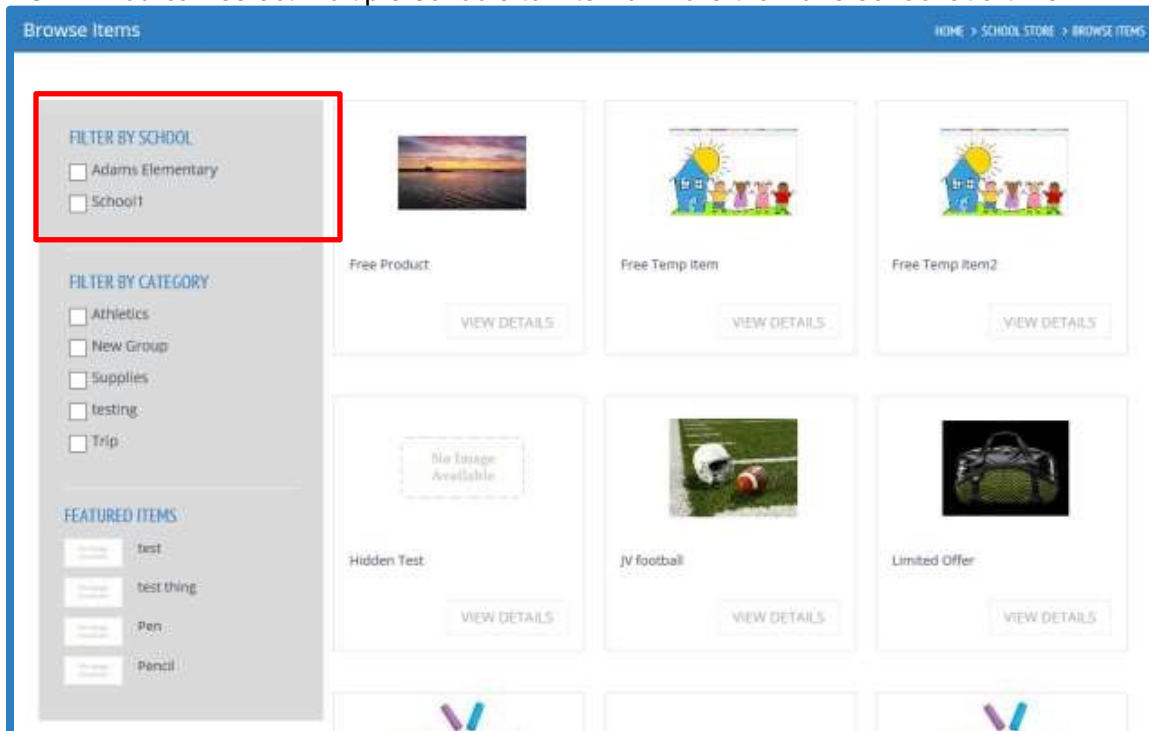 Browse Items
HOME > SCHOOL STORE > BROWSE ITEMS
FILTER BY SCHOOL
Adams Elementary
School1
FILTER BY CATEGORY
Athletics
New Group
Supplies
testing
Trip
FEATURED ITEMS
test
test thing
Pen
Pencil
Free Product
VIEW DETAILS
Free Temp Item
VIEW DETAILS
Free Temp Item2
VIEW DETAILS
No Image
Available
Hidden Test
VIEW DETAILS
JV football
VIEW DETAILS
Limited Offer
VIEW DETAILS